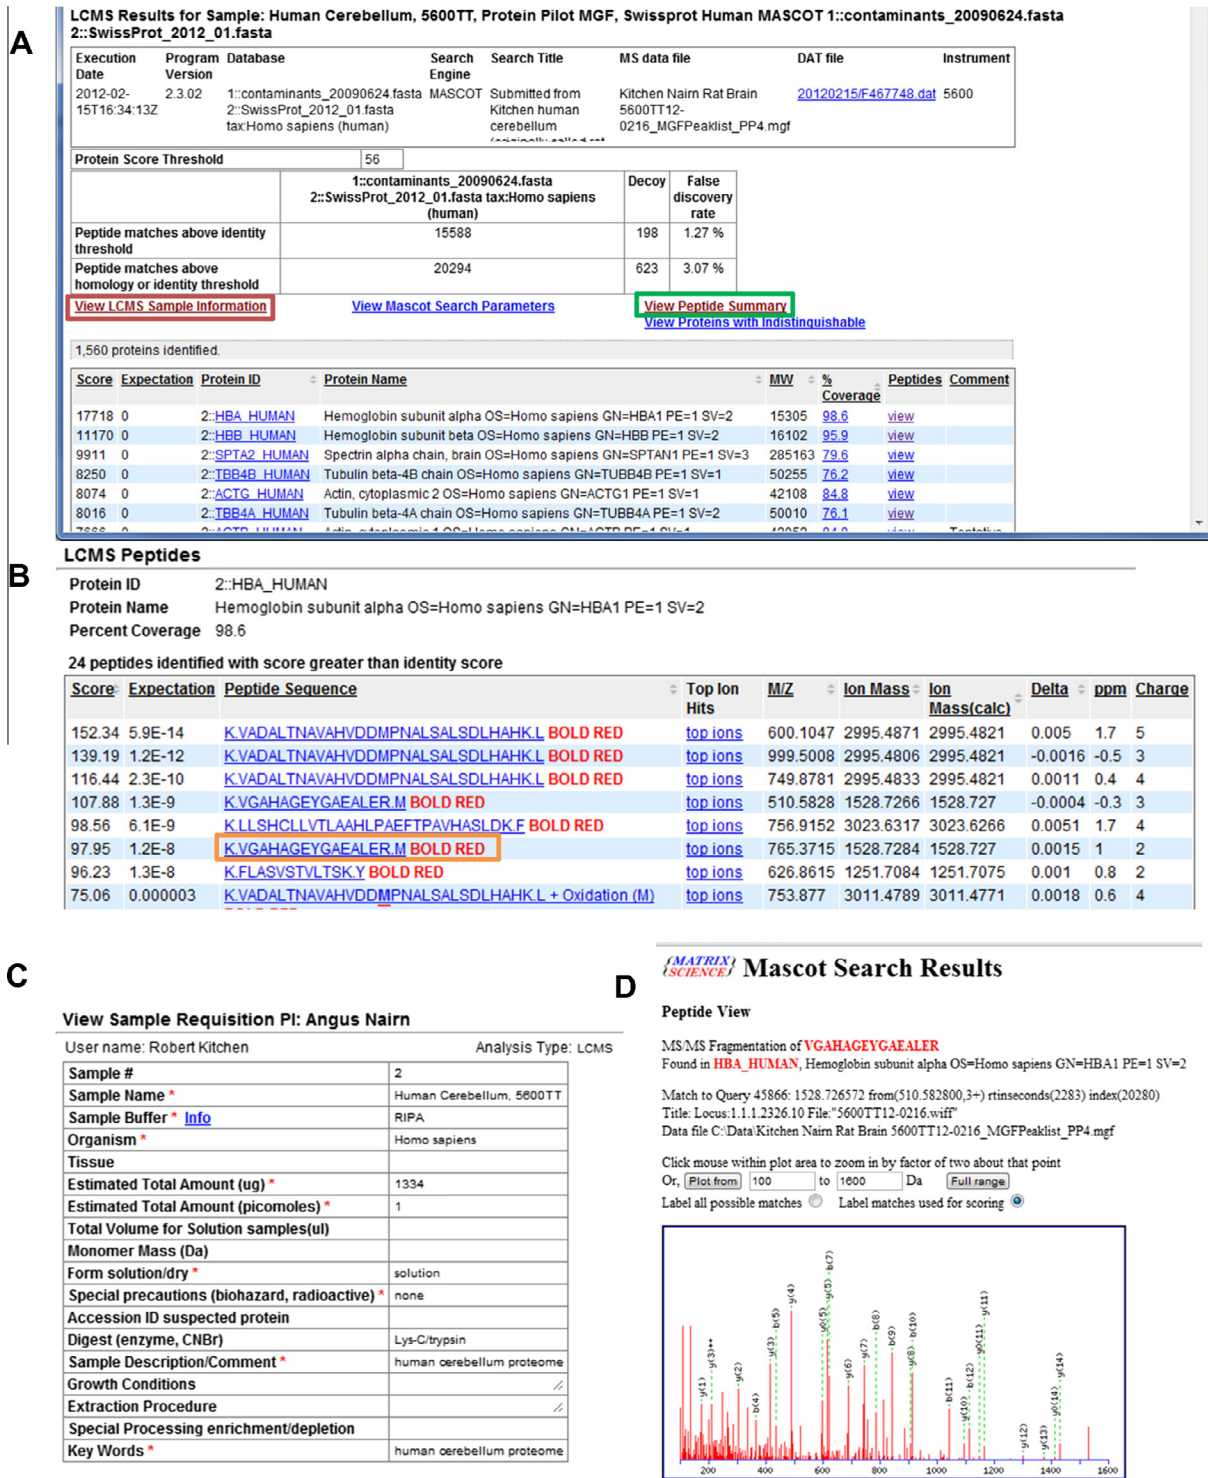 A
LCMS Results for Sample: Human Cerebellum, 5600TT, Protein Pilot MGF, Swissprot Human MASCOT 1::contaminants_20090624.fasta
2::SwissProt_2012_01.fasta
Execution Date Program Version Database Search Engine Search Title MS data file DAT file Instrument
2012-02-15T16:34:13Z 2.3.02 1::contaminants_20090624.fasta 2::SwissProt_2012_01.fasta tax:Homo sapiens (human) MASCOT Submitted from Kitchen human cerebellum Kitchen Nairn Rat Brain 5600TT12-0216_MGFPeaklist_PP4.mgf 20120215/F467748.dat 5600
Protein Score Threshold 56
1::contaminants_20090624.fasta 2::SwissProt_2012_01.fasta tax:Homo sapiens (human) Decoy False discovery rate
Peptide matches above identity threshold 15588 198 1.27 %
Peptide matches above homology or identity threshold 20294 623 3.07 %
View LCMS Sample Information View Mascot Search Parameters View Peptide Summary
View Proteins with Indistinguishable
1,560 proteins identified.
Score Expectation Protein ID Protein Name MW % Coverage Peptides Comment
17718 0 2::HBA_HUMAN Hemoglobin subunit alpha OS=Homo sapiens GN=HBA1 PE=1 SV=2 15305 98.6 view
11170 0 2::HBB_HUMAN Hemoglobin subunit beta OS=Homo sapiens GN=HBB PE=1 SV=2 16102 95.9 view
9911 0 2::SPTA2_HUMAN Spectrin alpha chain, brain OS=Homo sapiens GN=SPTAN1 PE=1 SV=3 285163 79.6 view
8250 0 2::TBB4B_HUMAN Tubulin beta-4B chain OS=Homo sapiens GN=TUBB4B PE=1 SV=1 50255 76.2 view
8074 0 2::ACTG_HUMAN Actin, cytoplasmic 2 OS=Homo sapiens GN=ACTG1 PE=1 SV=1 42108 84.8 view
8016 0 2::TBB4A_HUMAN Tubulin beta-4A chain OS=Homo sapiens GN=TUBB4A PE=1 SV=2 50010 76.1 view
B
LCMS Peptides
Protein ID 2::HBA_HUMAN
Protein Name Hemoglobin subunit alpha OS=Homo sapiens GN=HBA1 PE=1 SV=2
Percent Coverage 98.6
24 peptides identified with score greater than identity score
Score Expectation Peptide Sequence Top Ion Hits M/Z Ion Mass Ion Mass(calc) Delta ppm Charge
152.34 5.9E-14 K.VADALTNAVAHVDDMPNALSALSDLHAHK.L BOLD RED top ions 600.1047 2995.4871 2995.4821 0.005 1.7 5
139.19 1.2E-12 K.VADALTNAVAHVDDMPNALSALSDLHAHK.L BOLD RED top ions 999.5008 2995.4806 2995.4821 -0.0016 -0.5 3
116.44 2.3E-10 K.VADALTNAVAHVDDMPNALSALSDLHAHK.L BOLD RED top ions 749.8781 2995.4833 2995.4821 0.0011 0.4 4
107.88 1.3E-9 K.VGAHAGEYGAEALER.M BOLD RED top ions 510.5828 1528.7266 1528.727 -0.0004 -0.3 3
98.56 6.1E-9 K.LLSHCLLVTLAAHLPAEFTPAVHASLDK.F BOLD RED top ions 756.9152 3023.6317 3023.6266 0.0051 1.7 4
97.95 1.2E-8 K.VGAHAGEYGAEALER.M BOLD RED top ions 765.3715 1528.7284 1528.727 0.0015 1 2
96.23 1.3E-8 K.FLASVSTVLTSK.Y BOLD RED top ions 626.8615 1251.7084 1251.7075 0.001 0.8 2
75.06 0.000003 K.VADALTNAVAHVDDMPNALSALSDLHAHK.L + Oxidation (M) top ions 753.877 3011.4789 3011.4771 0.0018 0.6 4
C
View Sample Requisition PI: Angus Nairn
User name: Robert Kitchen Analysis Type: LCMS
Sample # 2
Sample Name * Human Cerebellum, 5600TT
Sample Buffer * Info RIPA
Organism * Homo sapiens
Tissue
Estimated Total Amount (ug) * 1334
Estimated Total Amount (picomoles) * 1
Total Volume for Solution samples(ul)
Monomer Mass (Da)
Form solution/dry * solution
Special precautions (biohazard, radioactive) * none
Accession ID suspected protein
Digest (enzyme, CNBr) Lys-C/trypsin
Sample Description/Comment * human cerebellum proteome
Growth Conditions
Extraction Procedure
Special Processing enrichment/depletion
Key Words * human cerebellum proteome
D
{MATRIX SCIENCE} Mascot Search Results
Peptide View
MS/MS Fragmentation of VGAHAGEYGAEALER
Found in HBA_HUMAN, Hemoglobin subunit alpha OS=Homo sapiens GN=HBA1 PE=1 SV=2
Match to Query 45866: 1528.726572 from(510.582800,3+) rtinseconds(2283) index(20280)
Title: Locus:1.1.1.2326.10 File:"5600TT12-0216.wiff"
Data file C:\Data\Kitchen Nairn Rat Brain 5600TT12-0216_MGFPeaklist_PP4.mgf
Click mouse within plot area to zoom in by factor of two about that point
Or, Plot from 100 to 1600 Da Full range
Label all possible matches Label matches used for scoring
y(1) y(3)++ y(2) b(4) y(3) b(5) y(4) y0(5) y(5) b(7) y(6) y(7) b(8) b(9) y(8) b(10) b(11) y(10) b(12) y0(11) y(11) y(12) y(13) y0(14) y(14)
200 400 600 800 1000 1200 1400 1600